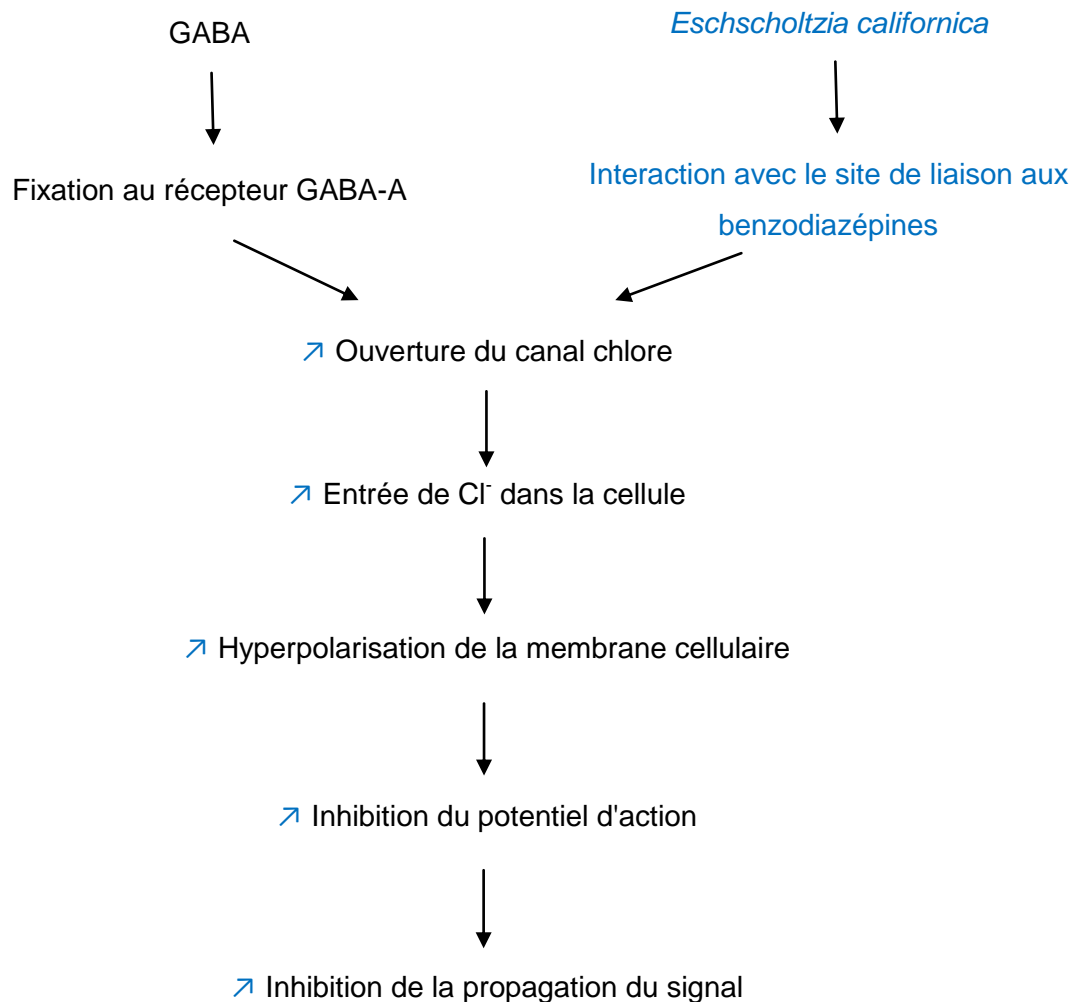 GABA
Eschscholtzia californica
Fixation au récepteur GABA-A
Interaction avec le site de liaison aux
benzodiazépines
↗ Ouverture du canal chlore
↗ Entrée de Cl⁻ dans la cellule
↗ Hyperpolarisation de la membrane cellulaire
↗ Inhibition du potentiel d'action
↗ Inhibition de la propagation du signal